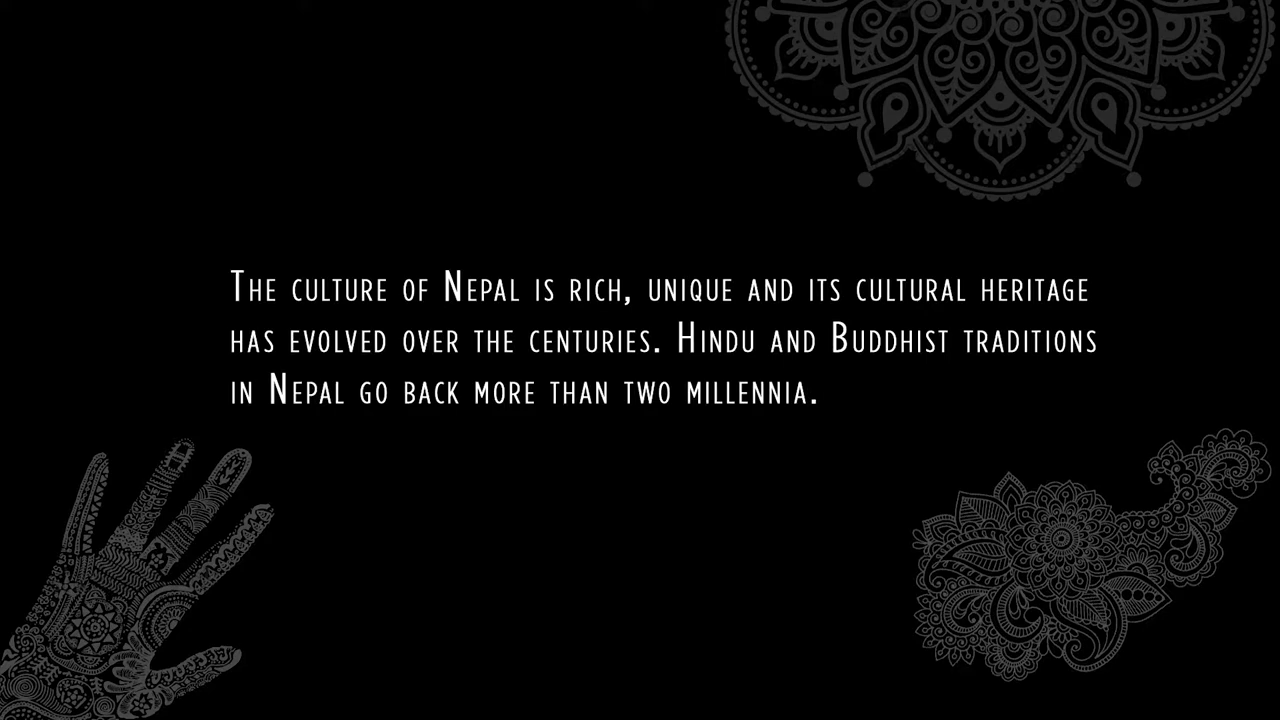 The culture of Nepal is rich, unique and its cultural heritage
has evolved over the centuries. Hindu and Buddhist traditions
in Nepal go back more than two millennia.